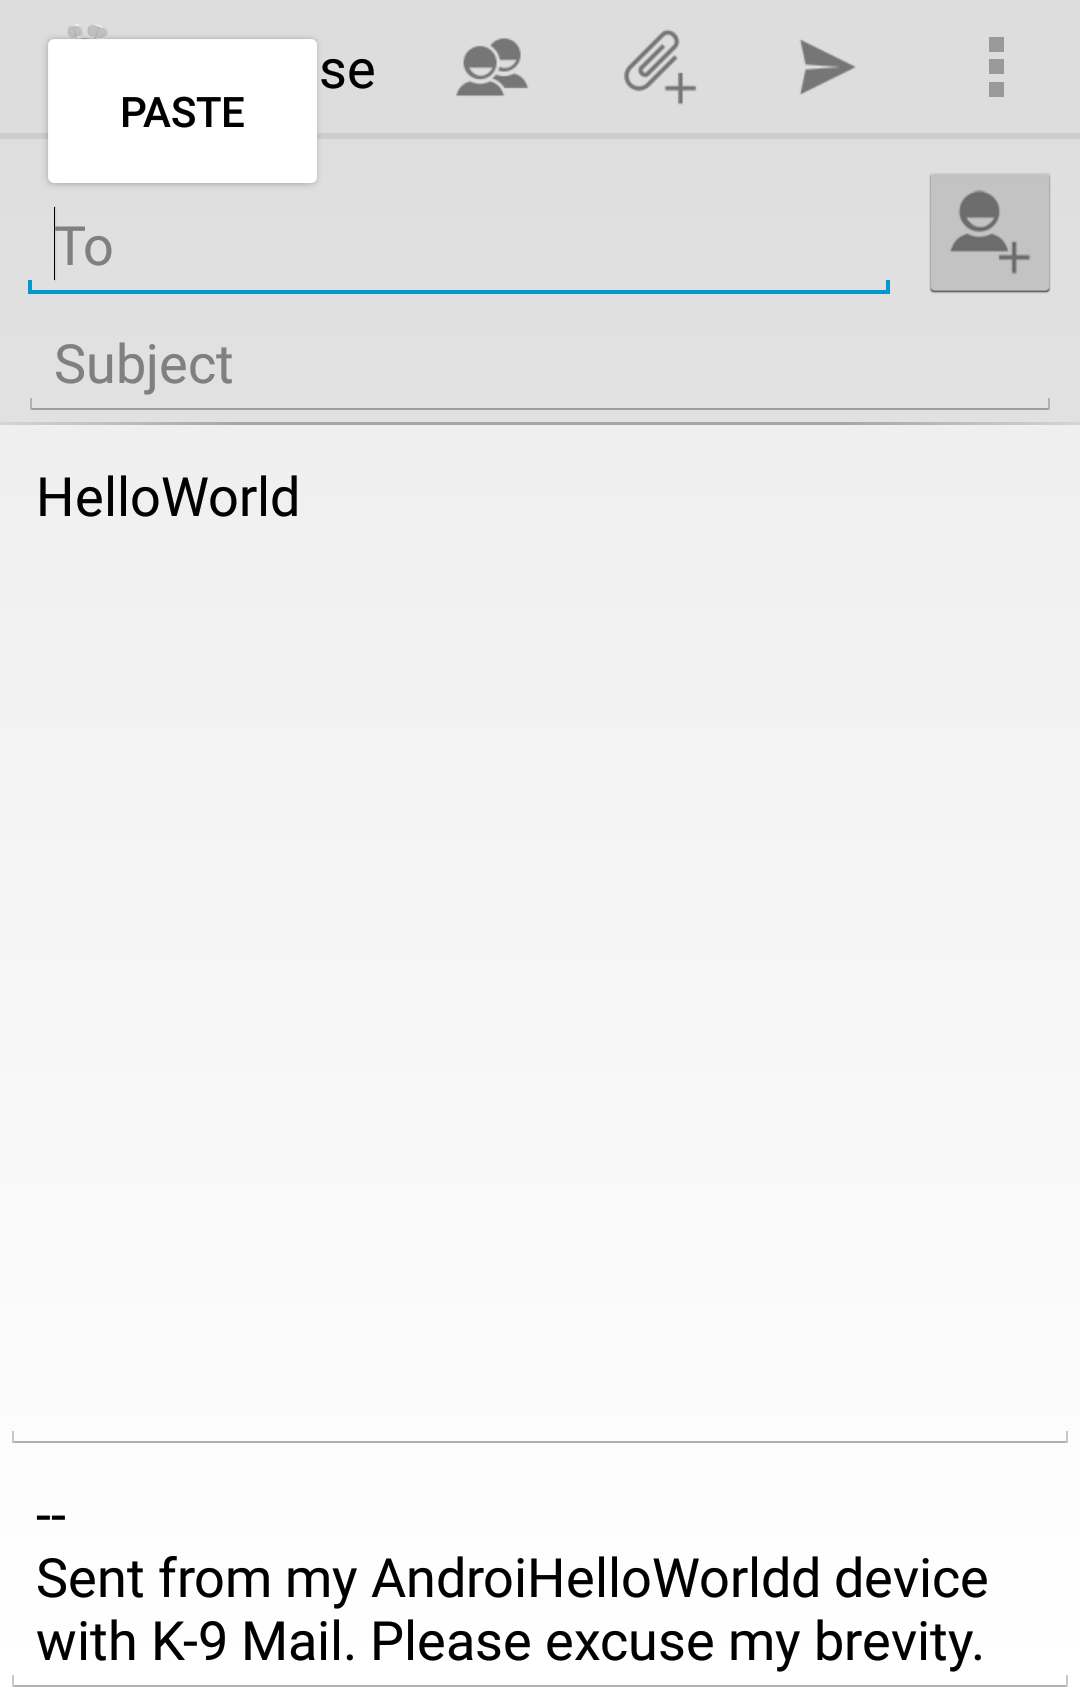 PASTE
se
To
Subject
HelloWorld
--
Sent from my AndroiHelloWorldd device
with K-9 Mail. Please excuse my brevity.